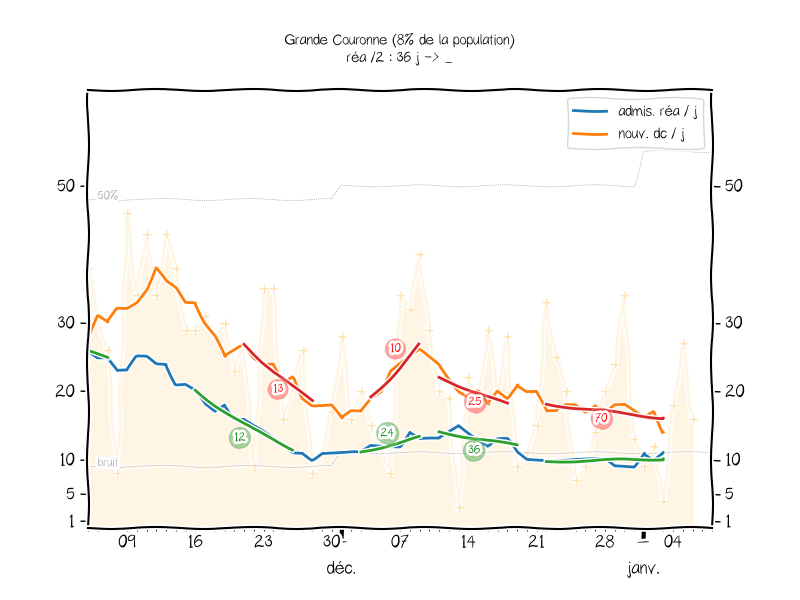 Grande Couronne (8% de la population)
réa /2 : 36 j -> _
admis. réa / j
nouv. dc / j
50 50
50%
30 30
10
13
25
20 20
70
24
12
36
bruit
10 10
5 5
1 1
09 16 23 30 07 14 21 28 04
déc. janv.